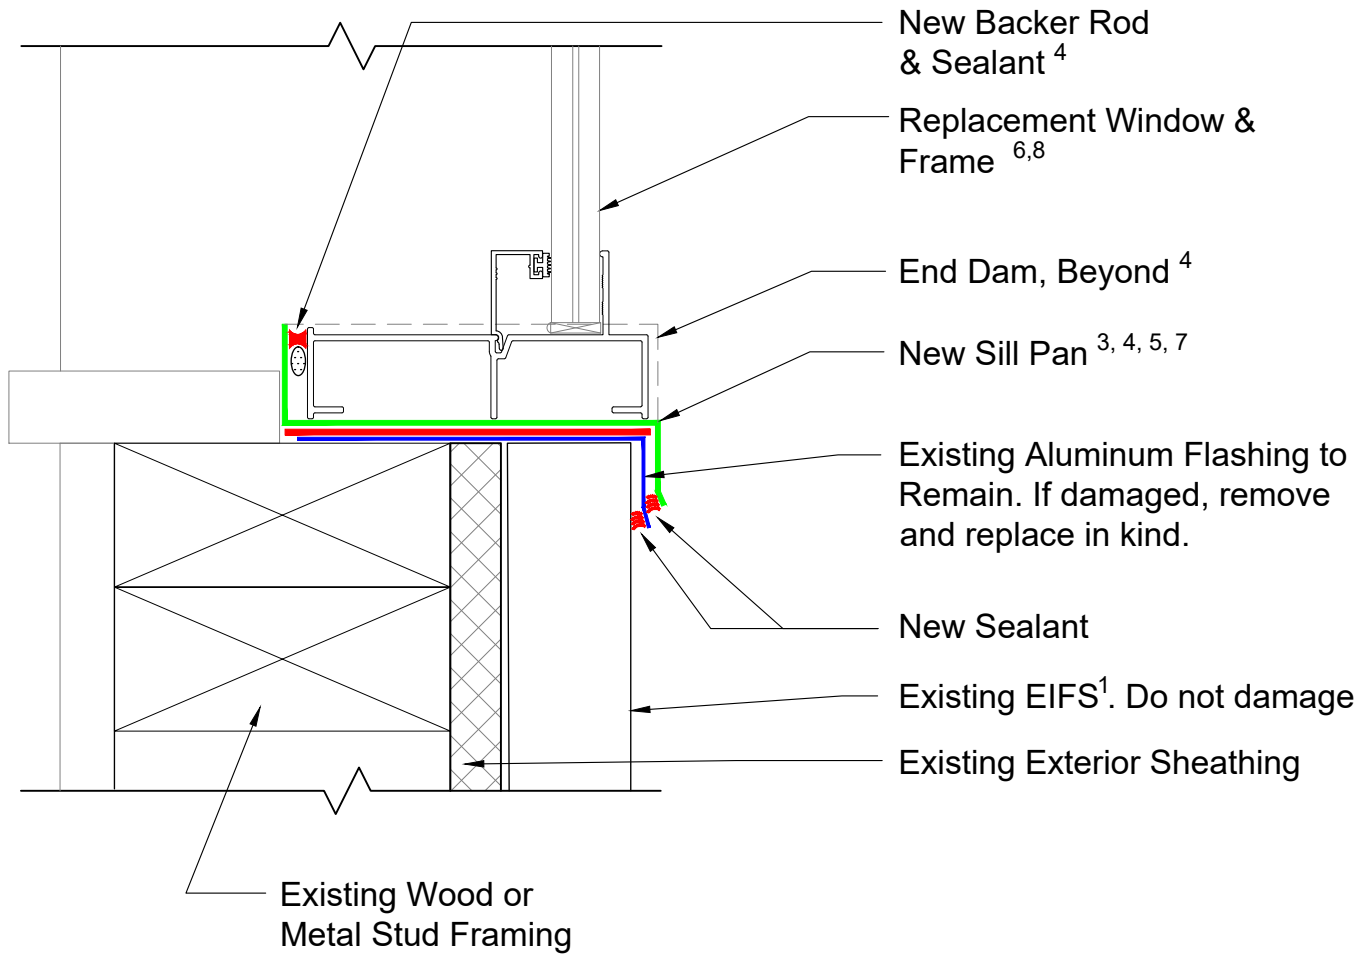 New Backer Rod
& Sealant 4
Replacement Window &
Frame 6,8
End Dam, Beyond 4
New Sill Pan 3, 4, 5, 7
Existing Aluminum Flashing to
Remain. If damaged, remove
and replace in kind.
New Sealant
Existing EIFS1. Do not damage
Existing Exterior Sheathing
Existing Wood or
Metal Stud Framing